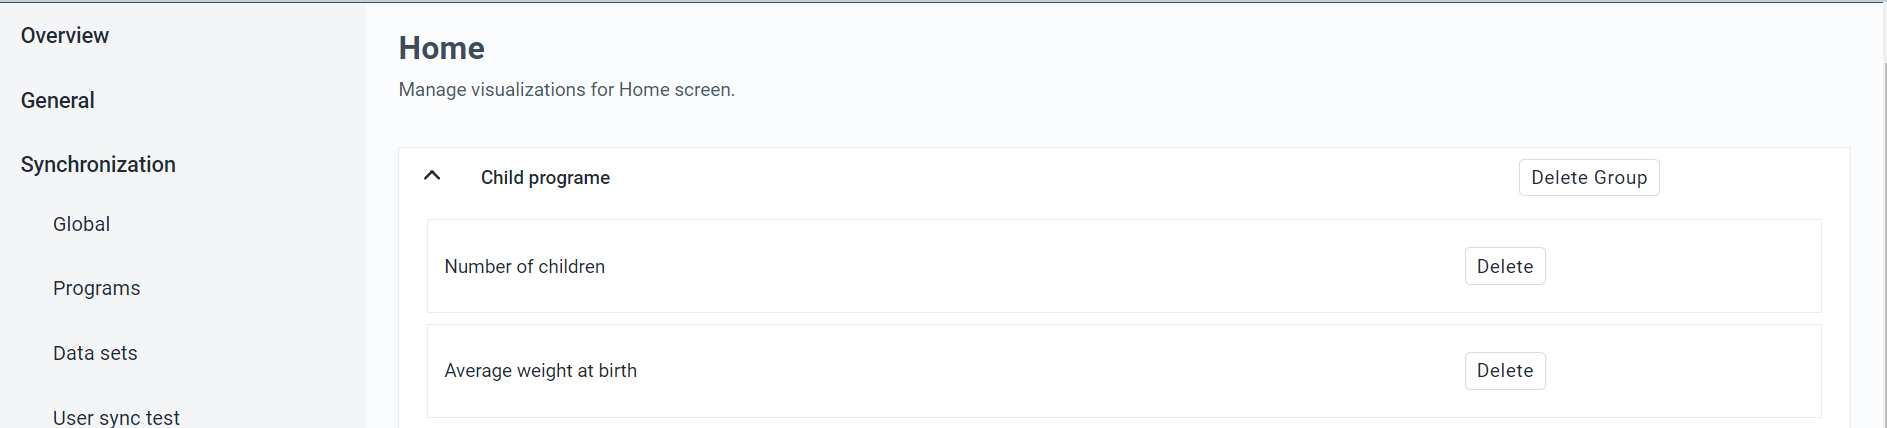 Overview
General
Synchronization
Global
Programs
Data sets
User sync test
Home
Manage visualizations for Home screen.
Child programe
Delete Group
Number of children
Delete
Average weight at birth
Delete